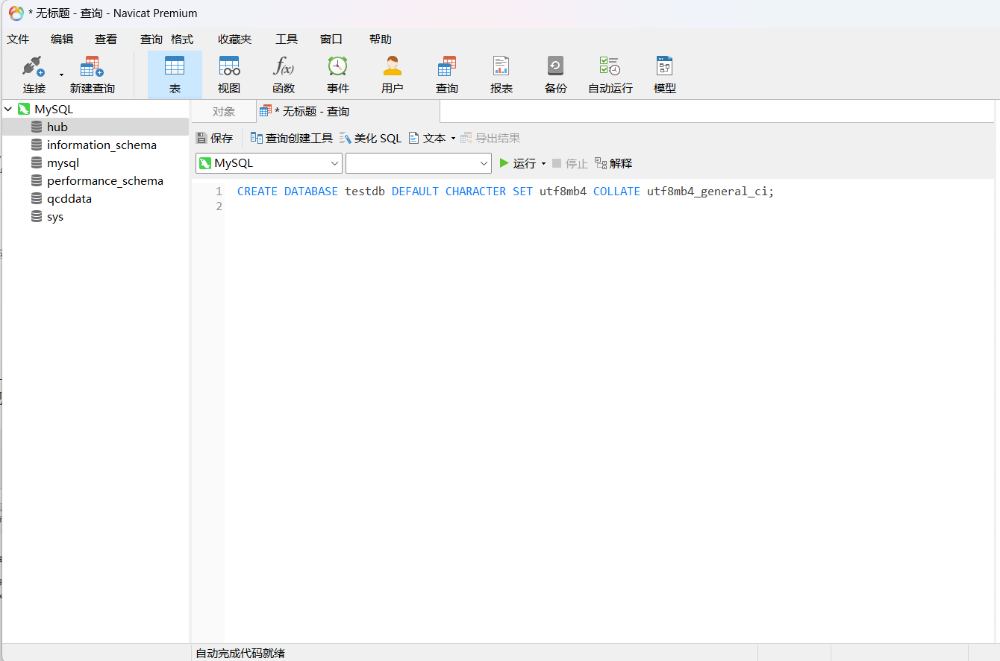 * 无标题 - 查询 - Navicat Premium
文件 编辑 查看 查询 格式 收藏夹 工具 窗口 帮助
连接 新建查询 表 视图 函数 事件 用户 查询 报表 备份 自动运行 模型
MySQL
hub
information_schema
mysql
performance_schema
qcddata
sys
对象 * 无标题 - 查询
保存 查询创建工具 美化 SQL 文本 导出结果
MySQL 运行 停止 解释
1 CREATE DATABASE testdb DEFAULT CHARACTER SET utf8mb4 COLLATE utf8mb4_general_ci;
2
自动完成代码就绪